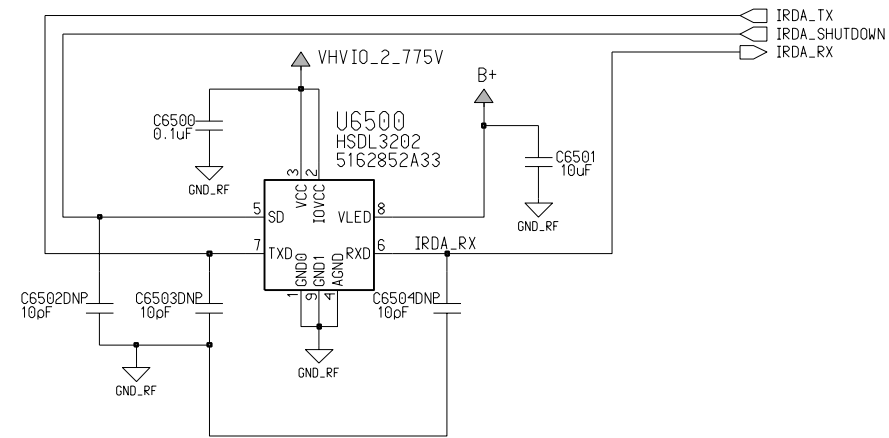 IRDA_TX
IRDA_SHUTDOWN
IRDA_RX
VHVIO_2_775V
B+
C6500
0.1uF
U6500
HSDL3202
5162852A33
C6501
10uF
GND_RF
3
2
VCC
IOVCC
5
SD
VLED
8
GND_RF
7
TXD
RXD
6
IRDA_RX
GND0
GND1
AGND
1
9
4
C6502DNP
10pF
C6503DNP
10pF
C6504DNP
10pF
GND_RF
GND_RF